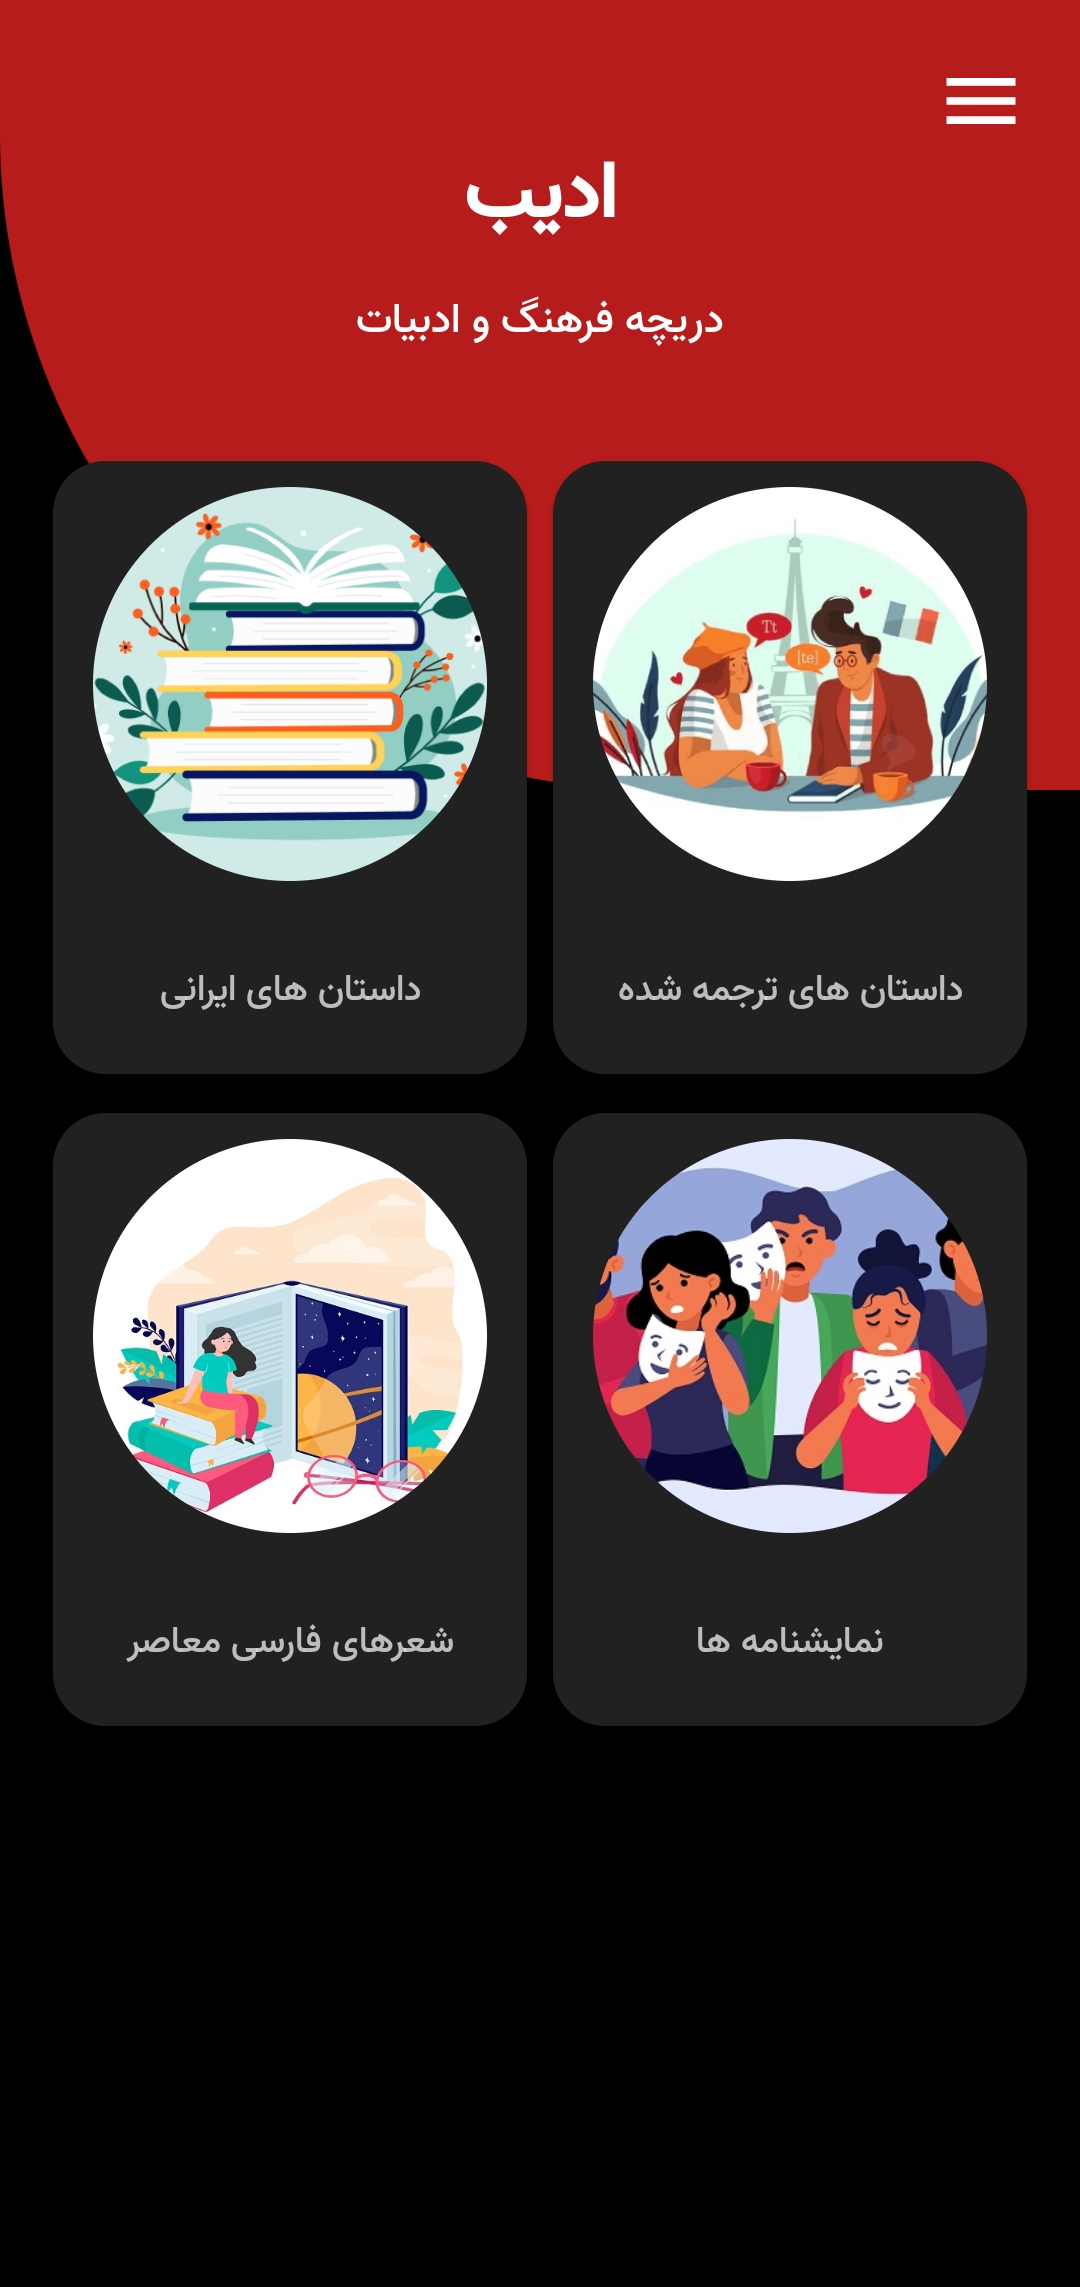 ادیب
دریچه فرهنگ و ادبیات
Tt
[te]
داستان های ترجمه شده
داستان های ایرانی
نمایشنامه ها
شعرهای فارسی معاصر